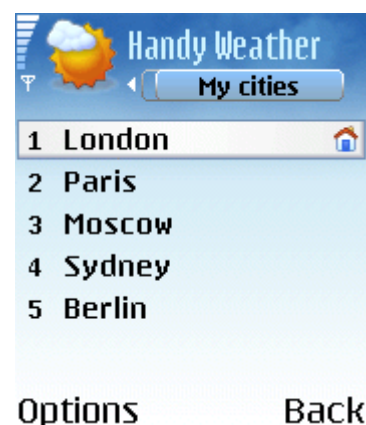 Handy Weather
My cities
1 London
2 Paris
3 Moscow
4 Sydney
5 Berlin
Options Back